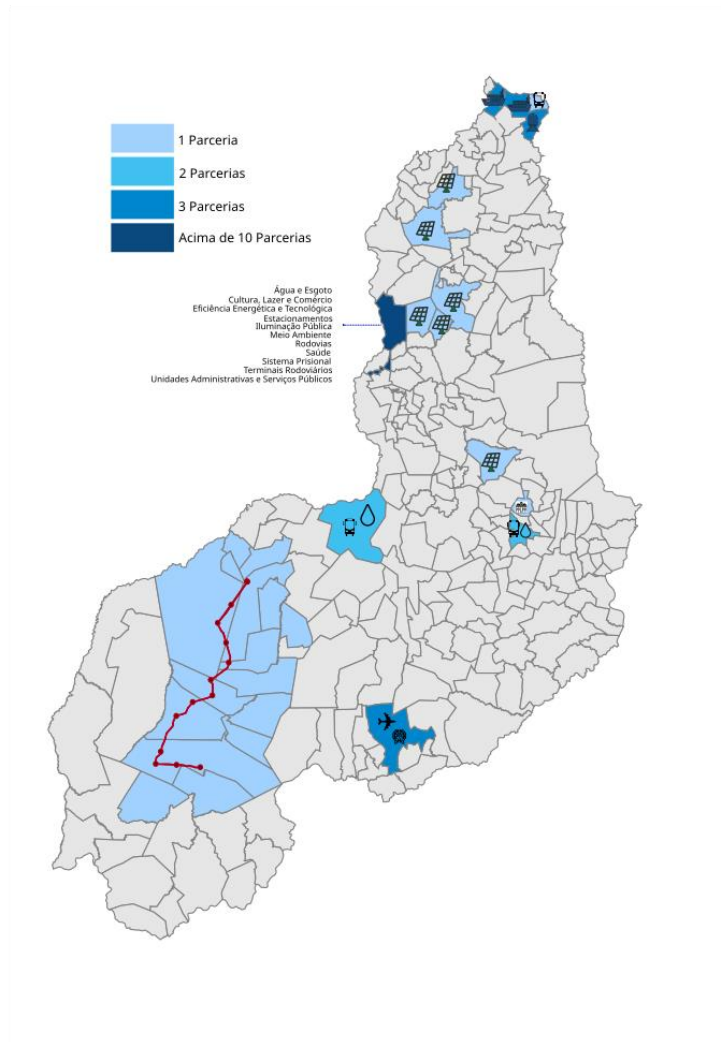 1 Parceria
2 Parcerias
3 Parcerias
Acima de 10 Parcerias
Água e Esgoto
Cultura, Lazer e Comércio
Eficiência Energética e Tecnológica
Estacionamentos
Iluminação Pública
Meio Ambiente
Rodovias
Saúde
Sistema Prisional
Terminais Rodoviários
Unidades Administrativas e Serviços Públicos